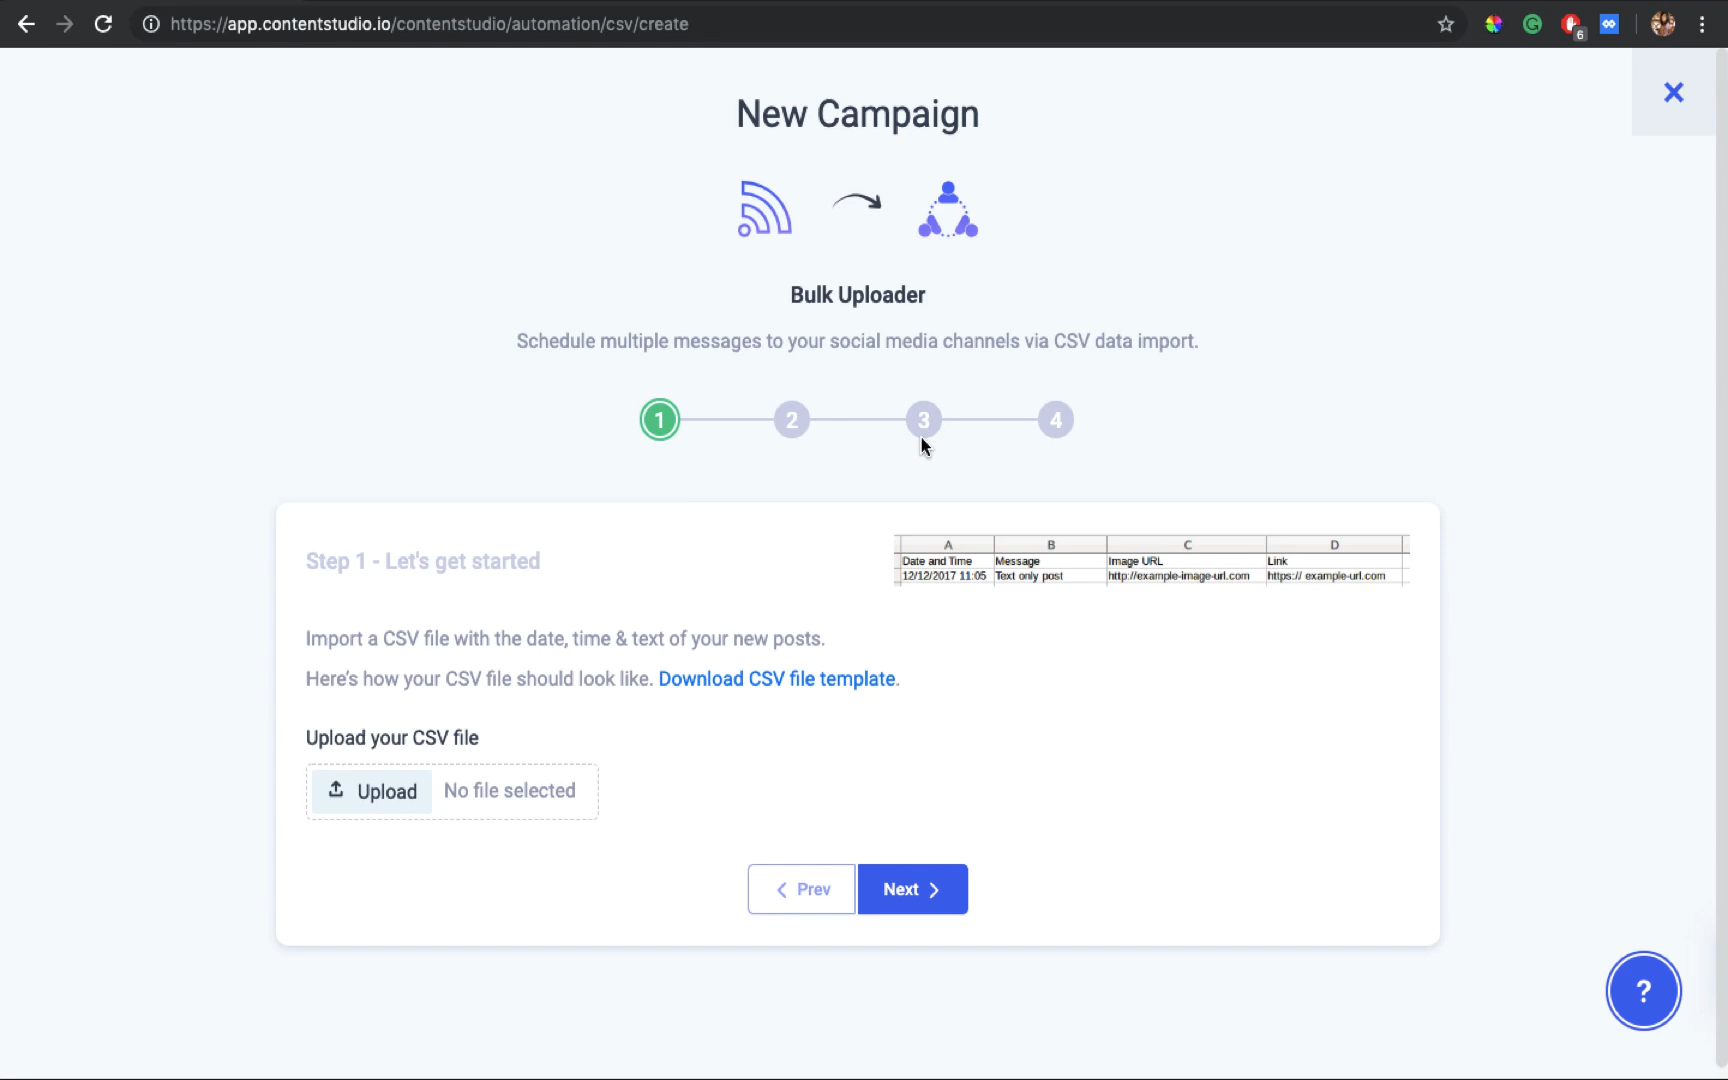 https://app.contentstudio.io/contentstudio/automation/csv/create
6
New Campaign
Bulk Uploader
Schedule multiple messages to your social media channels via CSV data import.
1 2 3 4
Step 1 - Let's get started
A B C D
Date and Time Message Image URL Link
12/12/2017 11:05 Text only post http://example-image-url.com https:// example-url.com
Import a CSV file with the date, time & text of your new posts.
Here's how your CSV file should look like. Download CSV file template.
Upload your CSV file
Upload No file selected
Prev Next
?